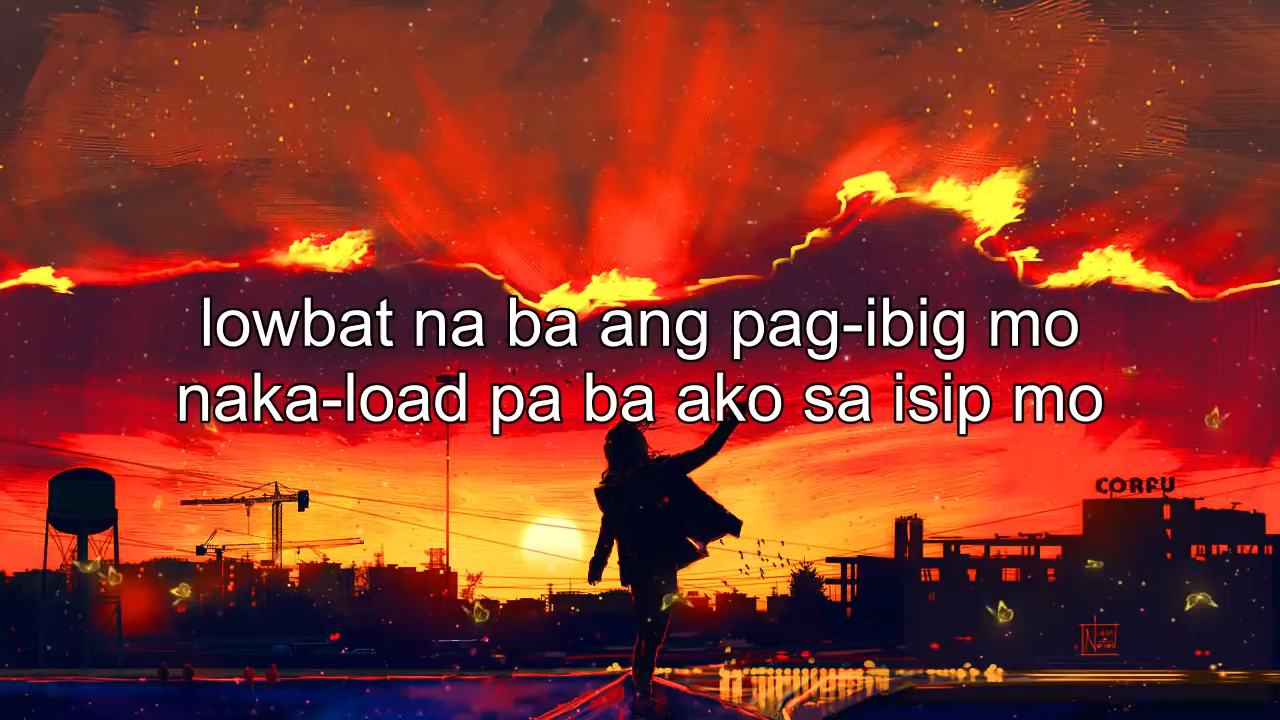 lowbat na ba ang pag-ibig mo
naka-load pa ba ako sa isip mo
CORFU